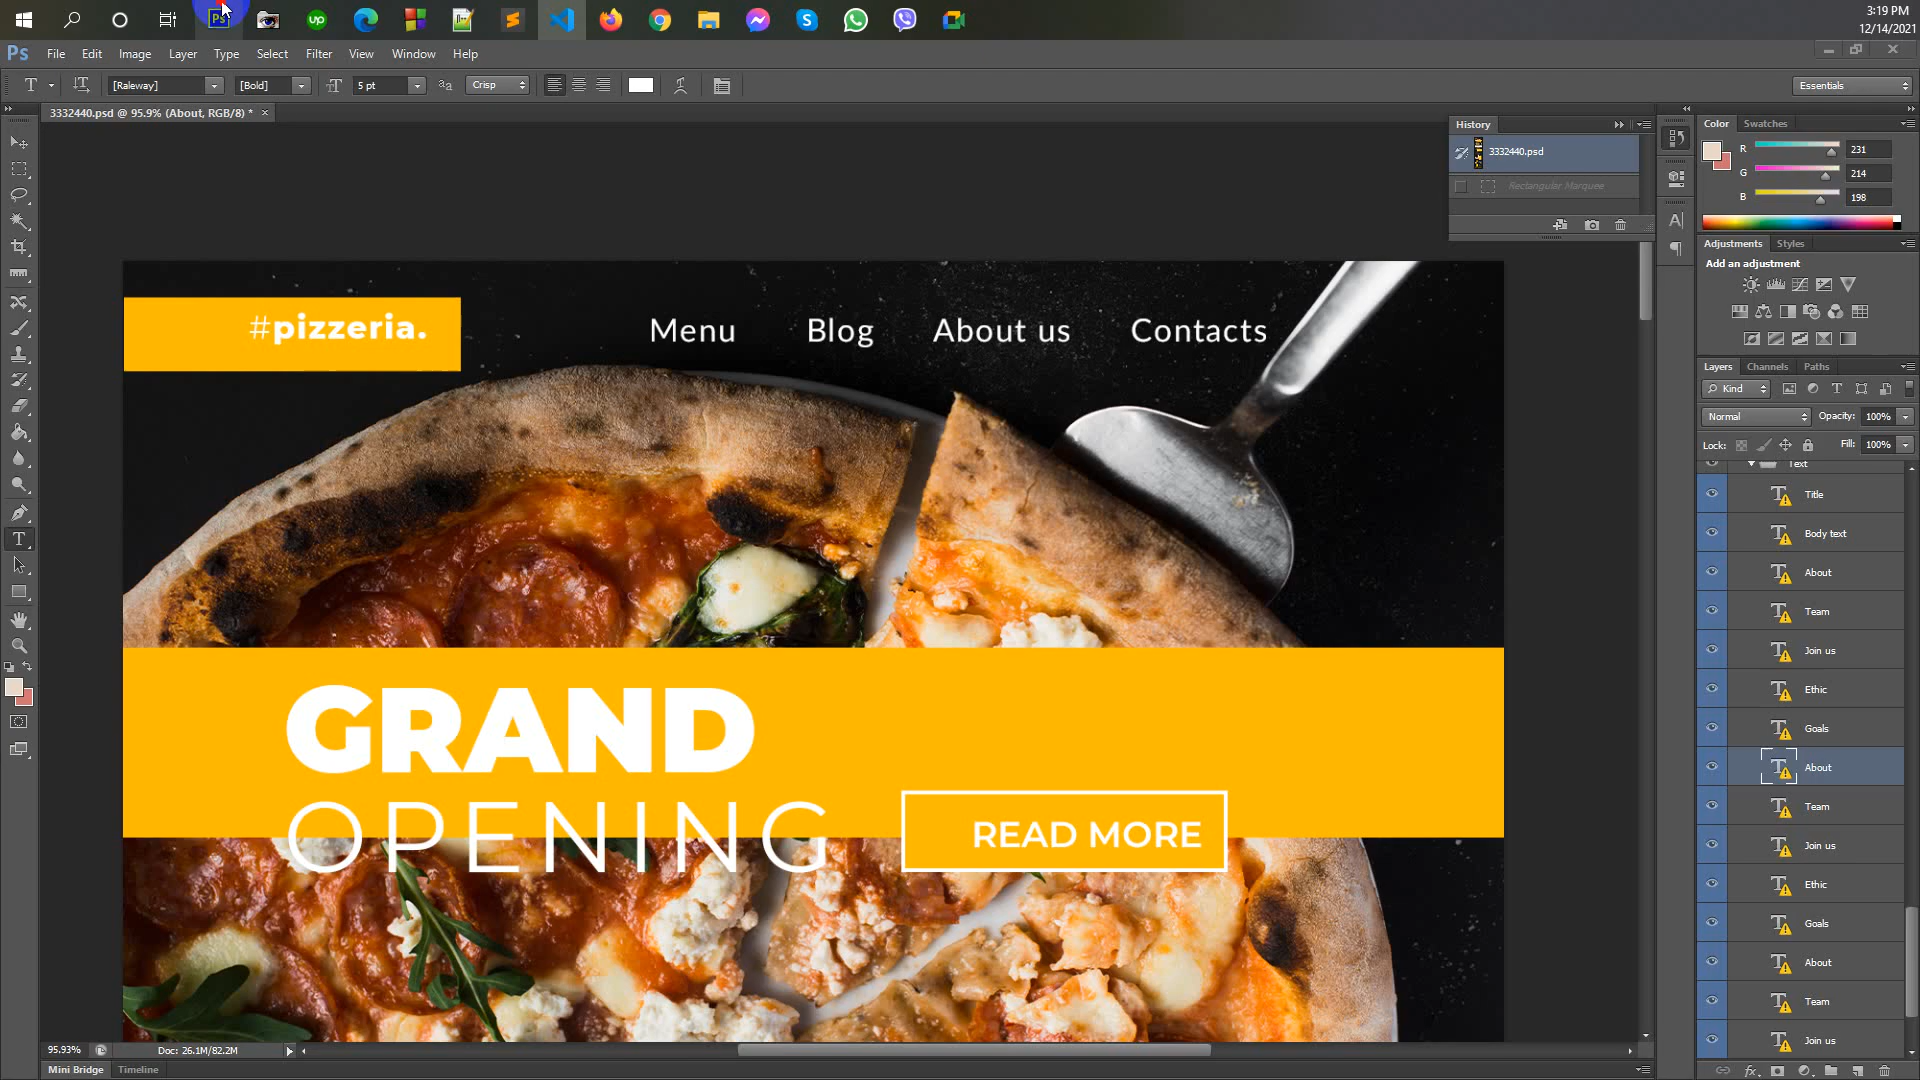 3:19 PM
12/14/2021
Ps
up
Ps File Edit Image Layer Type Select Filter View Window Help
T [Raleway] [Bold] 5 pt aa Crisp Essentials
3332440.psd @ 95.9% (About, RGB/8) * ×
History
3332440.psd
Rectangular Marquee
Color Swatches
R 231
G 214
B 198
Adjustments Styles
Add an adjustment
Layers Channels Paths
Kind
Normal Opacity: 100%
Lock: Fill: 100%
Text
Title
Body text
About
Team
Join us
Ethic
Goals
About
Team
Join us
Ethic
Goals
About
Team
Join us
#pizzeria.
Menu Blog About us Contacts
GRAND
OPENING
READ MORE
95.93% Doc: 26.1M/82.2M
Mini Bridge Timeline
fx